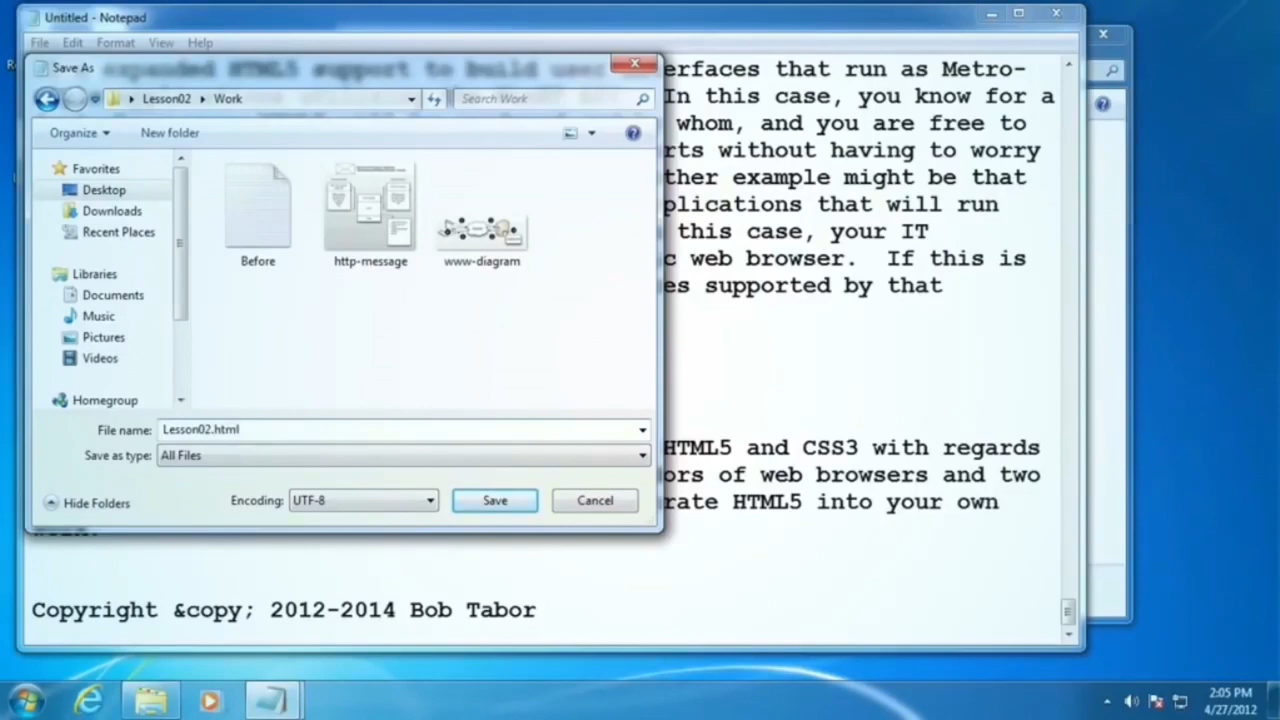 Untitled - Notepad
File Edit Format View Help
Save As
expanded HTML5 support to build user
erfaces that run as Metro-
Lesson02 Work
Search Work
In this case, you know for a
Organize
New folder
whom, and you are free to
rts without having to worry
ther example might be that
plications that will run
this case, your IT
c web browser. If this is
es supported by that
Favorites
Desktop
Downloads
Recent Places
Libraries
Documents
Music
Pictures
Videos
Homegroup
Before
http-message
www-diagram
File name: Lesson02.html
Save as type: All Files
Hide Folders
Encoding: UTF-8
Save
Cancel
HTML5 and CSS3 with regards
ors of web browsers and two
rate HTML5 into your own
Copyright &copy; 2012-2014 Bob Tabor
2:05 PM
4/27/2012